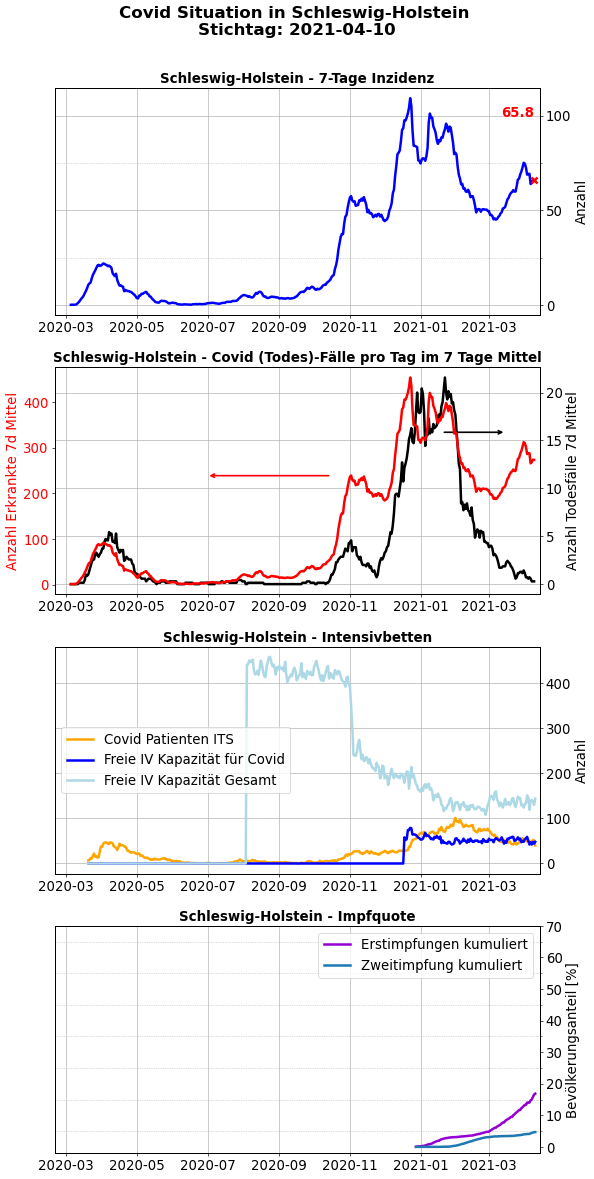 Covid Situation in Schleswig-Holstein
Stichtag: 2021-04-10
Schleswig-Holstein - 7-Tage Inzidenz
65.8
100
50
0
Anzahl
2020-03 2020-05 2020-07 2020-09 2020-11 2021-01 2021-03
Schleswig-Holstein - Covid (Todes)-Fälle pro Tag im 7 Tage Mittel
Anzahl Erkrankte 7d Mittel
400
300
200
100
0
20
15
10
5
0
Anzahl Todesfälle 7d Mittel
2020-03 2020-05 2020-07 2020-09 2020-11 2021-01 2021-03
Schleswig-Holstein - Intensivbetten
Covid Patienten ITS
Freie IV Kapazität für Covid
Freie IV Kapazität Gesamt
400
300
200
100
0
Anzahl
2020-03 2020-05 2020-07 2020-09 2020-11 2021-01 2021-03
Schleswig-Holstein - Impfquote
Erstimpfungen kumuliert
Zweitimpfung kumuliert
70
60
50
40
30
20
10
0
Bevölkerungsanteil [%]
2020-03 2020-05 2020-07 2020-09 2020-11 2021-01 2021-03